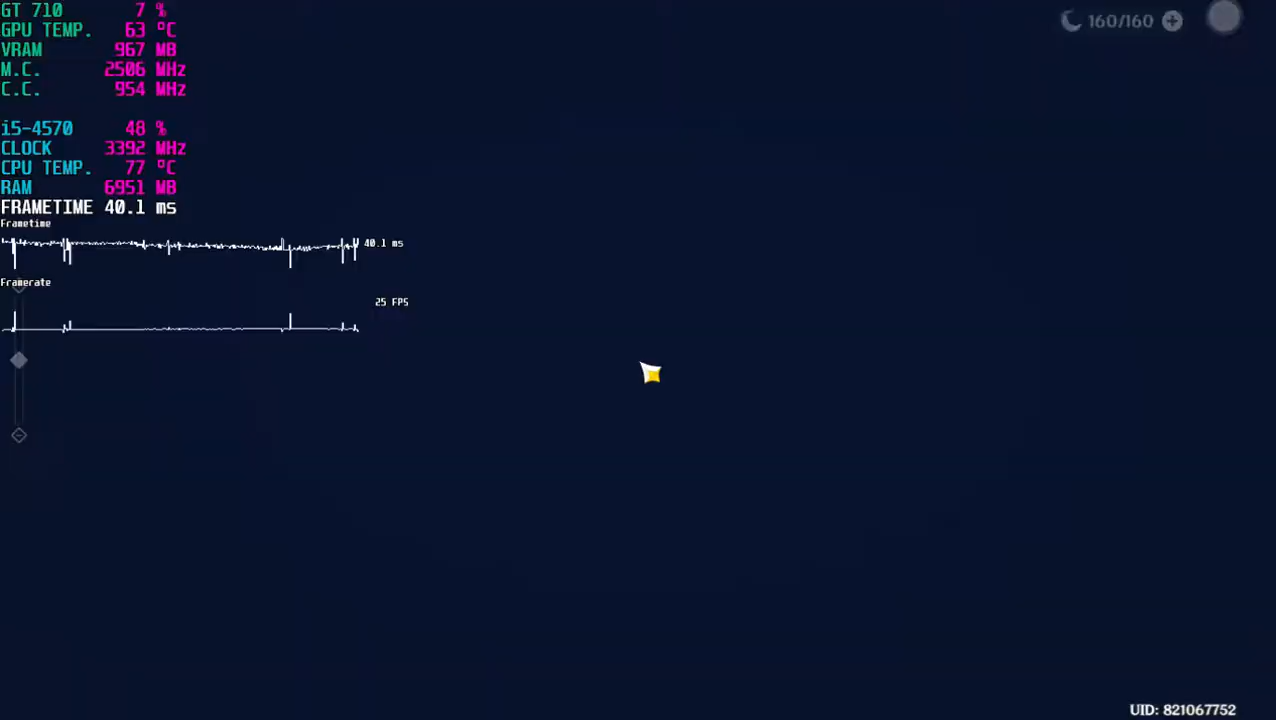 GT 710 7 %
GPU TEMP. 63 ºC
VRAM 967 MB
M.C. 2506 MHz
C.C. 954 MHz
i5-4570 48 %
CLOCK 3392 MHz
CPU TEMP. 77 ºC
RAM 6951 MB
FRAMETIME 40.1 ms
Frametime
40.1 ms
Framerate
25 FPS
160/160
UID: 821067752